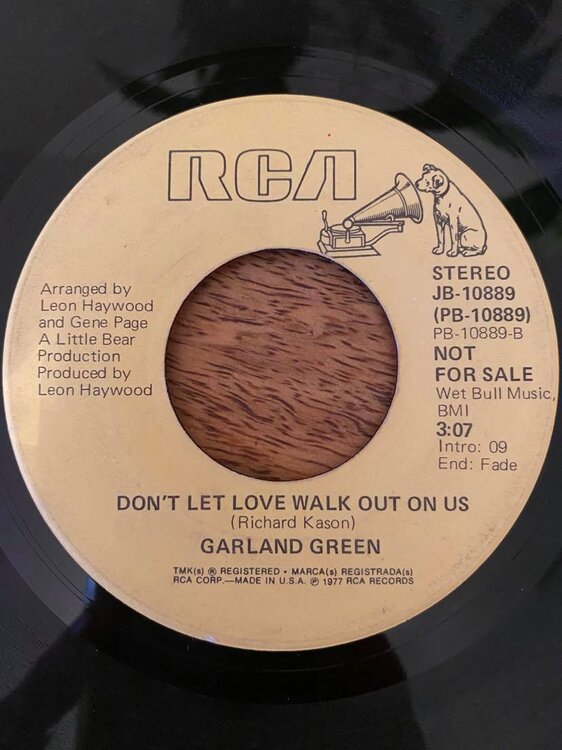 RCA
Arranged by
Leon Haywood
and Gene Page
A Little Bear
Production
Produced by
Leon Haywood
STEREO
JB-10889
(PB-10889)
PB-10889-B
NOT
FOR SALE
Wet Bull Music,
BMI
3:07
Intro: 09
End: Fade
DON'T LET LOVE WALK OUT ON US
(Richard Kason)
GARLAND GREEN
TMK(s) ® REGISTERED • MARCA(s) REGISTRADA(s)
RCA CORP.—MADE IN U.S.A. ℗ 1977 RCA RECORDS